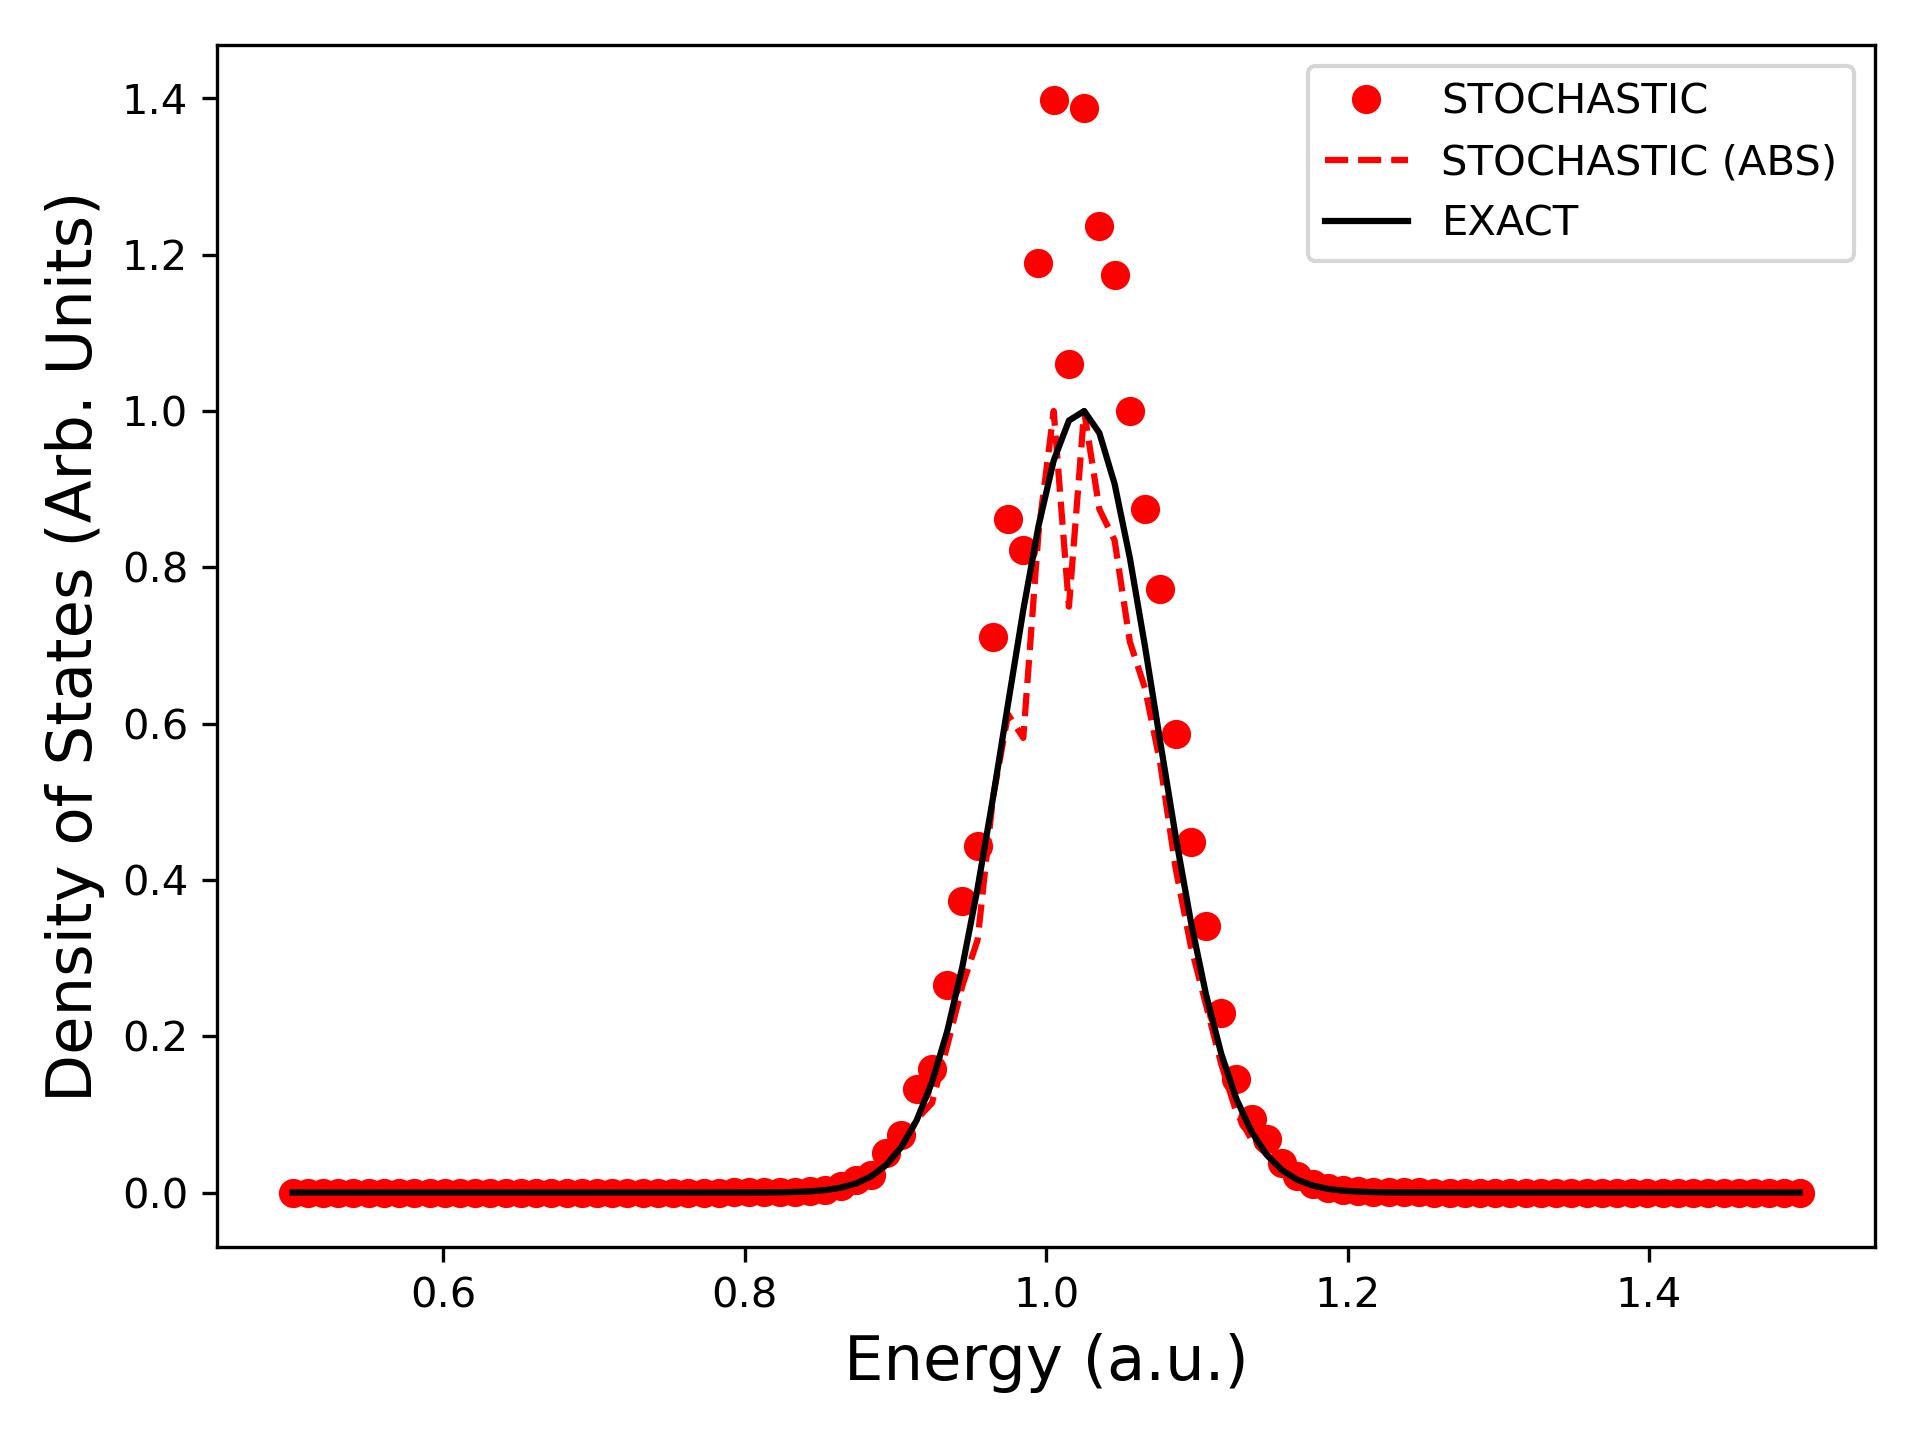 STOCHASTIC
STOCHASTIC (ABS)
EXACT
Density of States (Arb. Units)
1.4
1.2
1.0
0.8
0.6
0.4
0.2
0.0
0.6 0.8 1.0 1.2 1.4
Energy (a.u.)